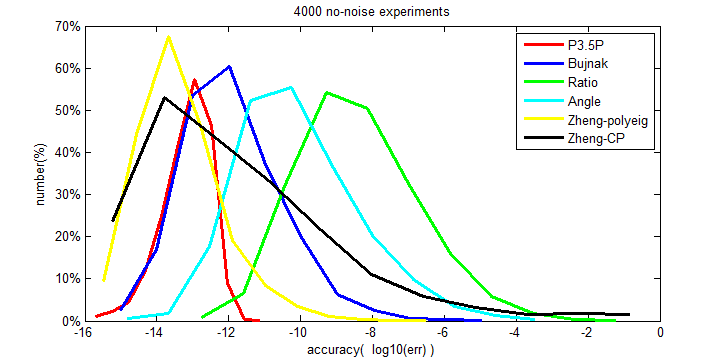 4000 no-noise experiments
number(%)
70%
60%
50%
40%
30%
20%
10%
0%
P3.5P
Bujnak
Ratio
Angle
Zheng-polyeig
Zheng-CP
-16 -14 -12 -10 -8 -6 -4 -2 0
accuracy( log10(err) )